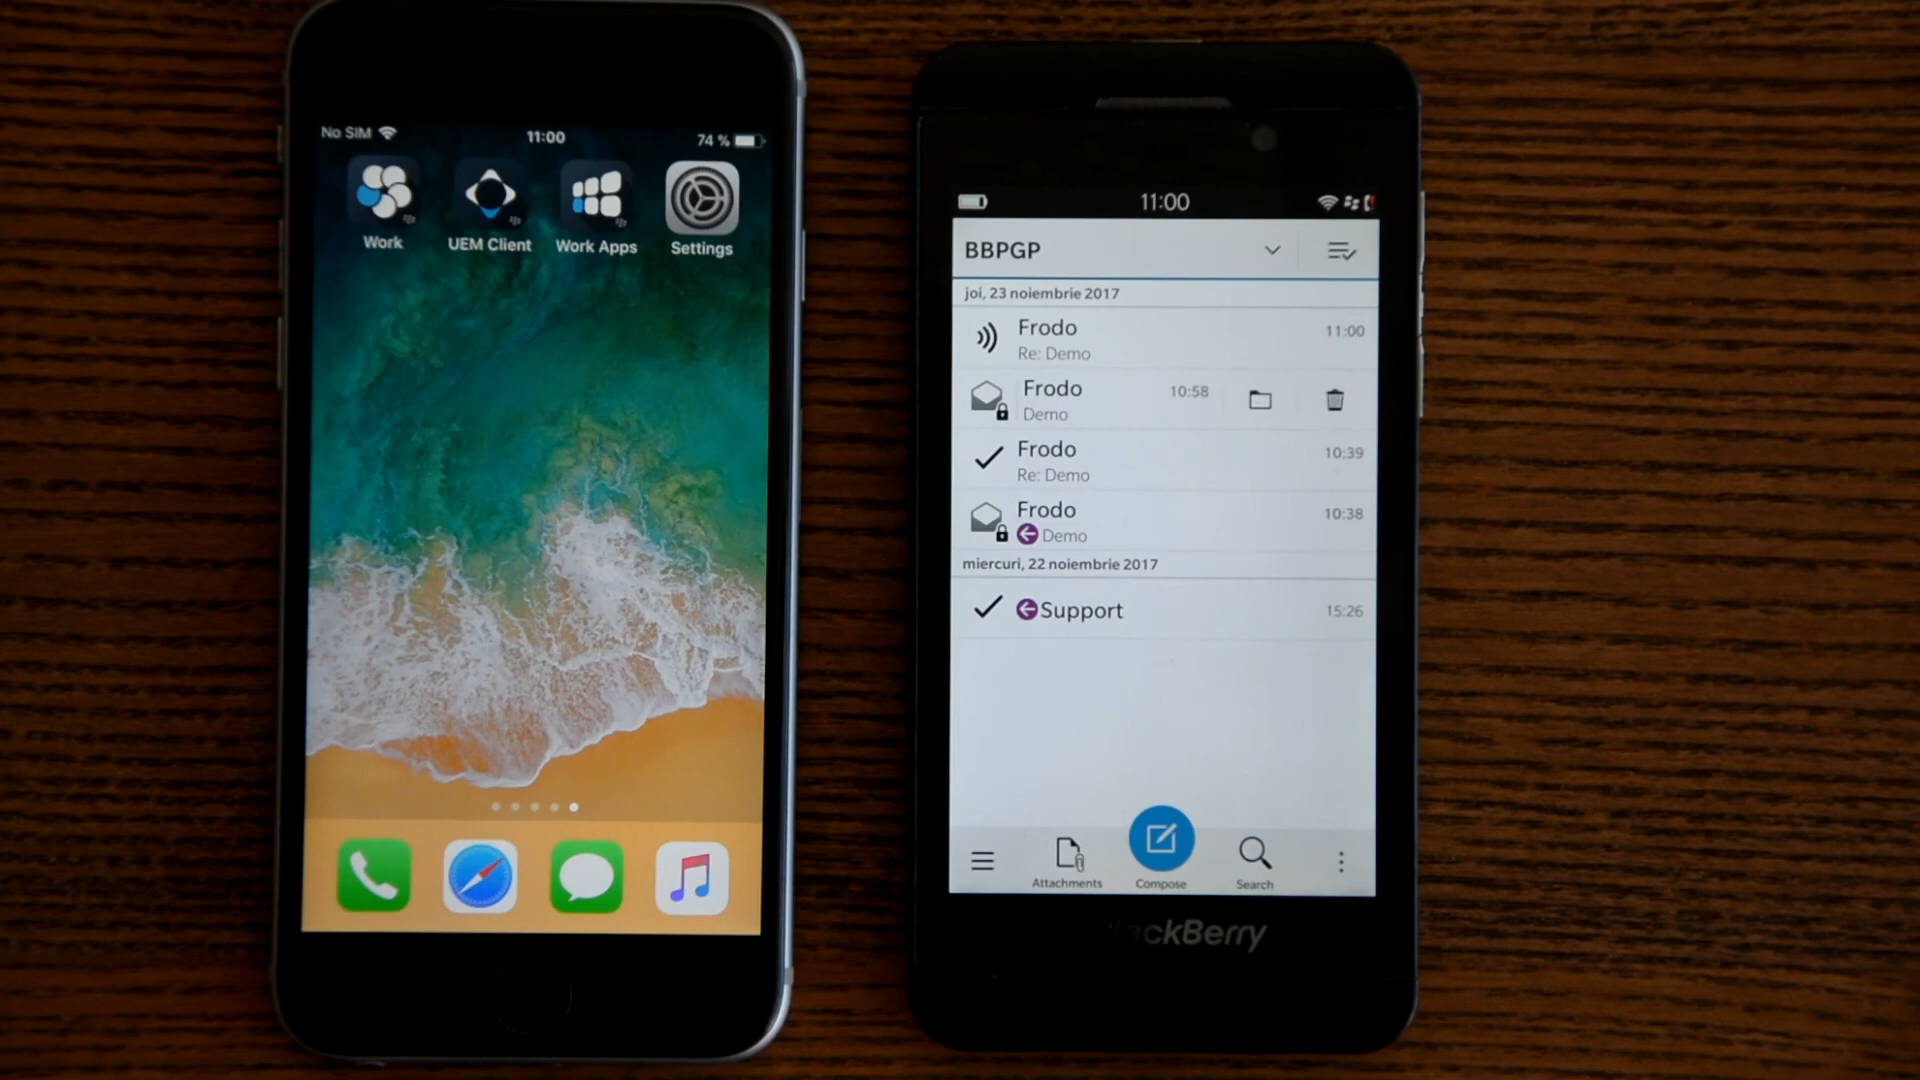 No SIM 11:00 74 %
Work UEM Client Work Apps Settings
11:00
BBPGP
joi, 23 noiembrie 2017
Frodo 11:00
Re: Demo
Frodo 10:58
Demo
Frodo 10:39
Re: Demo
Frodo 10:38
Demo
miercuri, 22 noiembrie 2017
Support 15:26
Attachments Compose Search
BlackBerry